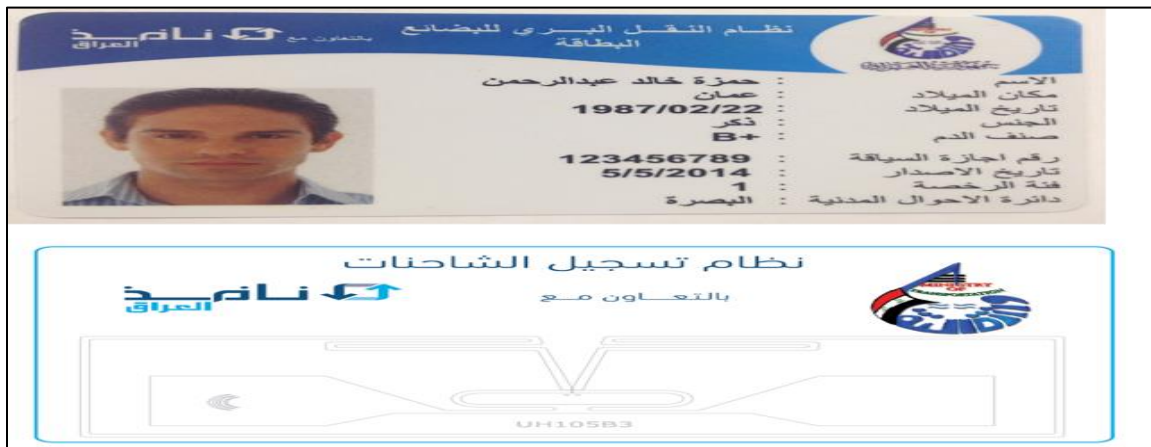 نظام النقل البري للبضائع
البطاقة
بالتعاون مع نافذ
العراق
الاسم : حمزة خالد عبدالرحمن
مكان الميلاد : عمان
تاريخ الميلاد : 1987/02/22
الجنس : ذكر
صنف الدم : B+
رقم اجازة السياقة : 123456789
تاريخ الاصدار : 5/5/2014
فئة الرخصة : 1
دائرة الاحوال المدنية : البصرة
نظام تسجيل الشاحنات
بالتعاون مع
نافذ
العراق
MINISTRY
OF
TRANSPORTATION
UH105B3